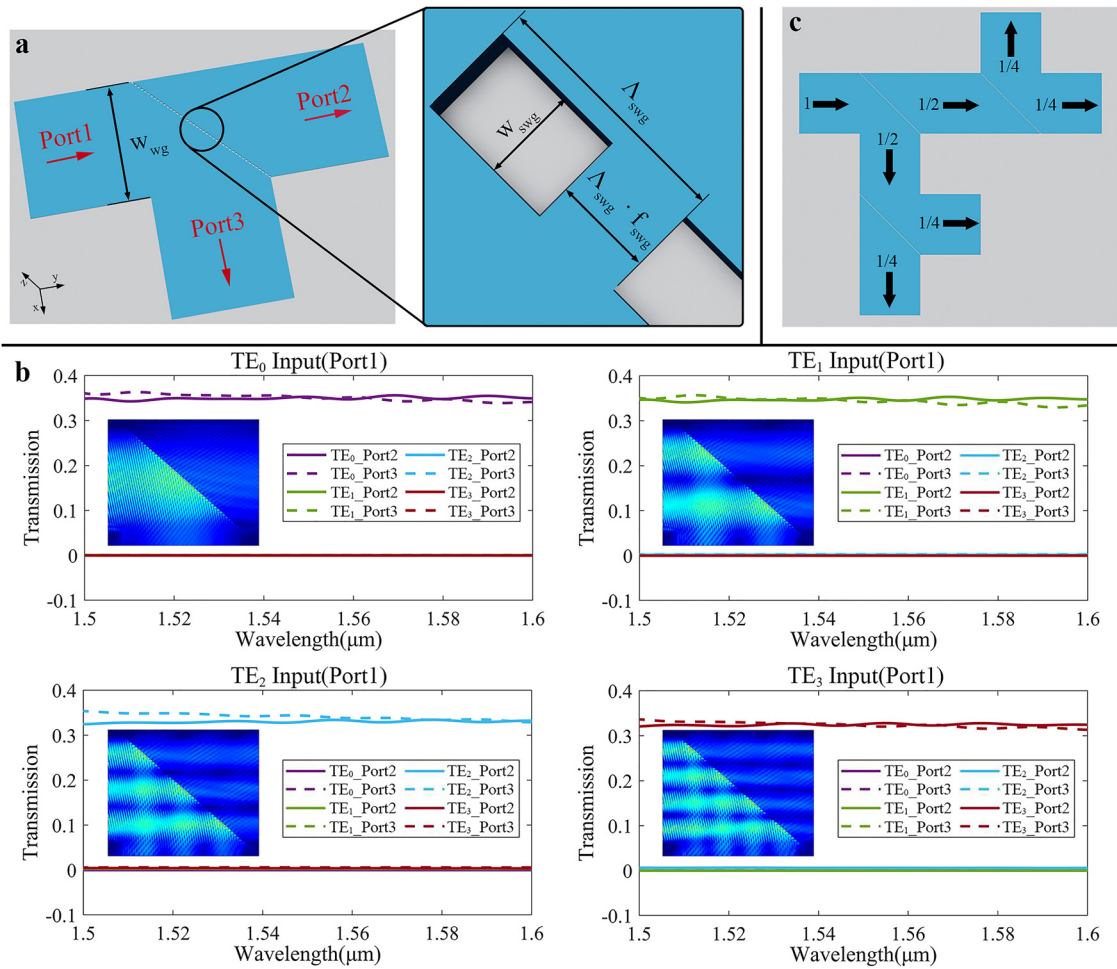 a
Port1
Port2
Port3
w_wg
z
y
x
w_swg
Λ_swg
Λ_swg · f_swg
c
1
1/2
1/4
1/4
1/2
1/4
1/4
b
TE₀ Input(Port1)
Transmission
0.4
0.3
0.2
0.1
0
-0.1
TE₀_Port2
TE₂_Port2
TE₀_Port3
TE₂_Port3
TE₁_Port2
TE₃_Port2
TE₁_Port3
TE₃_Port3
1.5
1.52
1.54
1.56
1.58
1.6
Wavelength(μm)
TE₁ Input(Port1)
Transmission
0.4
0.3
0.2
0.1
0
-0.1
TE₀_Port2
TE₂_Port2
TE₀_Port3
TE₂_Port3
TE₁_Port2
TE₃_Port2
TE₁_Port3
TE₃_Port3
1.5
1.52
1.54
1.56
1.58
1.6
Wavelength(μm)
TE₂ Input(Port1)
Transmission
0.4
0.3
0.2
0.1
0
-0.1
TE₀_Port2
TE₂_Port2
TE₀_Port3
TE₂_Port3
TE₁_Port2
TE₃_Port2
TE₁_Port3
TE₃_Port3
1.5
1.52
1.54
1.56
1.58
1.6
Wavelength(μm)
TE₃ Input(Port1)
Transmission
0.4
0.3
0.2
0.1
0
-0.1
TE₀_Port2
TE₂_Port2
TE₀_Port3
TE₂_Port3
TE₁_Port2
TE₃_Port2
TE₁_Port3
TE₃_Port3
1.5
1.52
1.54
1.56
1.58
1.6
Wavelength(μm)